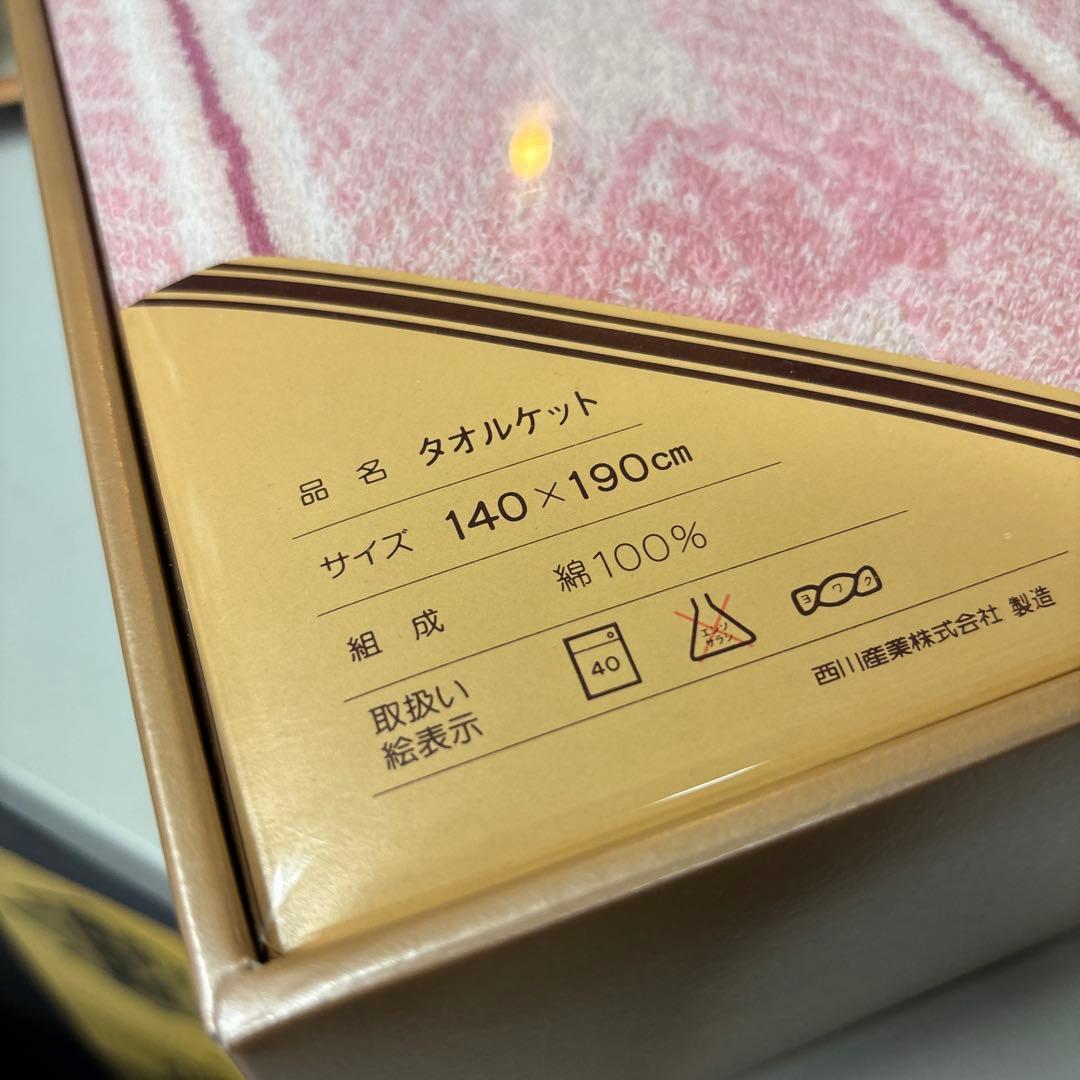 品 名 タオルケット
サイズ 140×190cm
組 成 綿100%
取扱い
絵表示
40
エンソ
サラシ
ヨワク
西川産業株式会社 製造